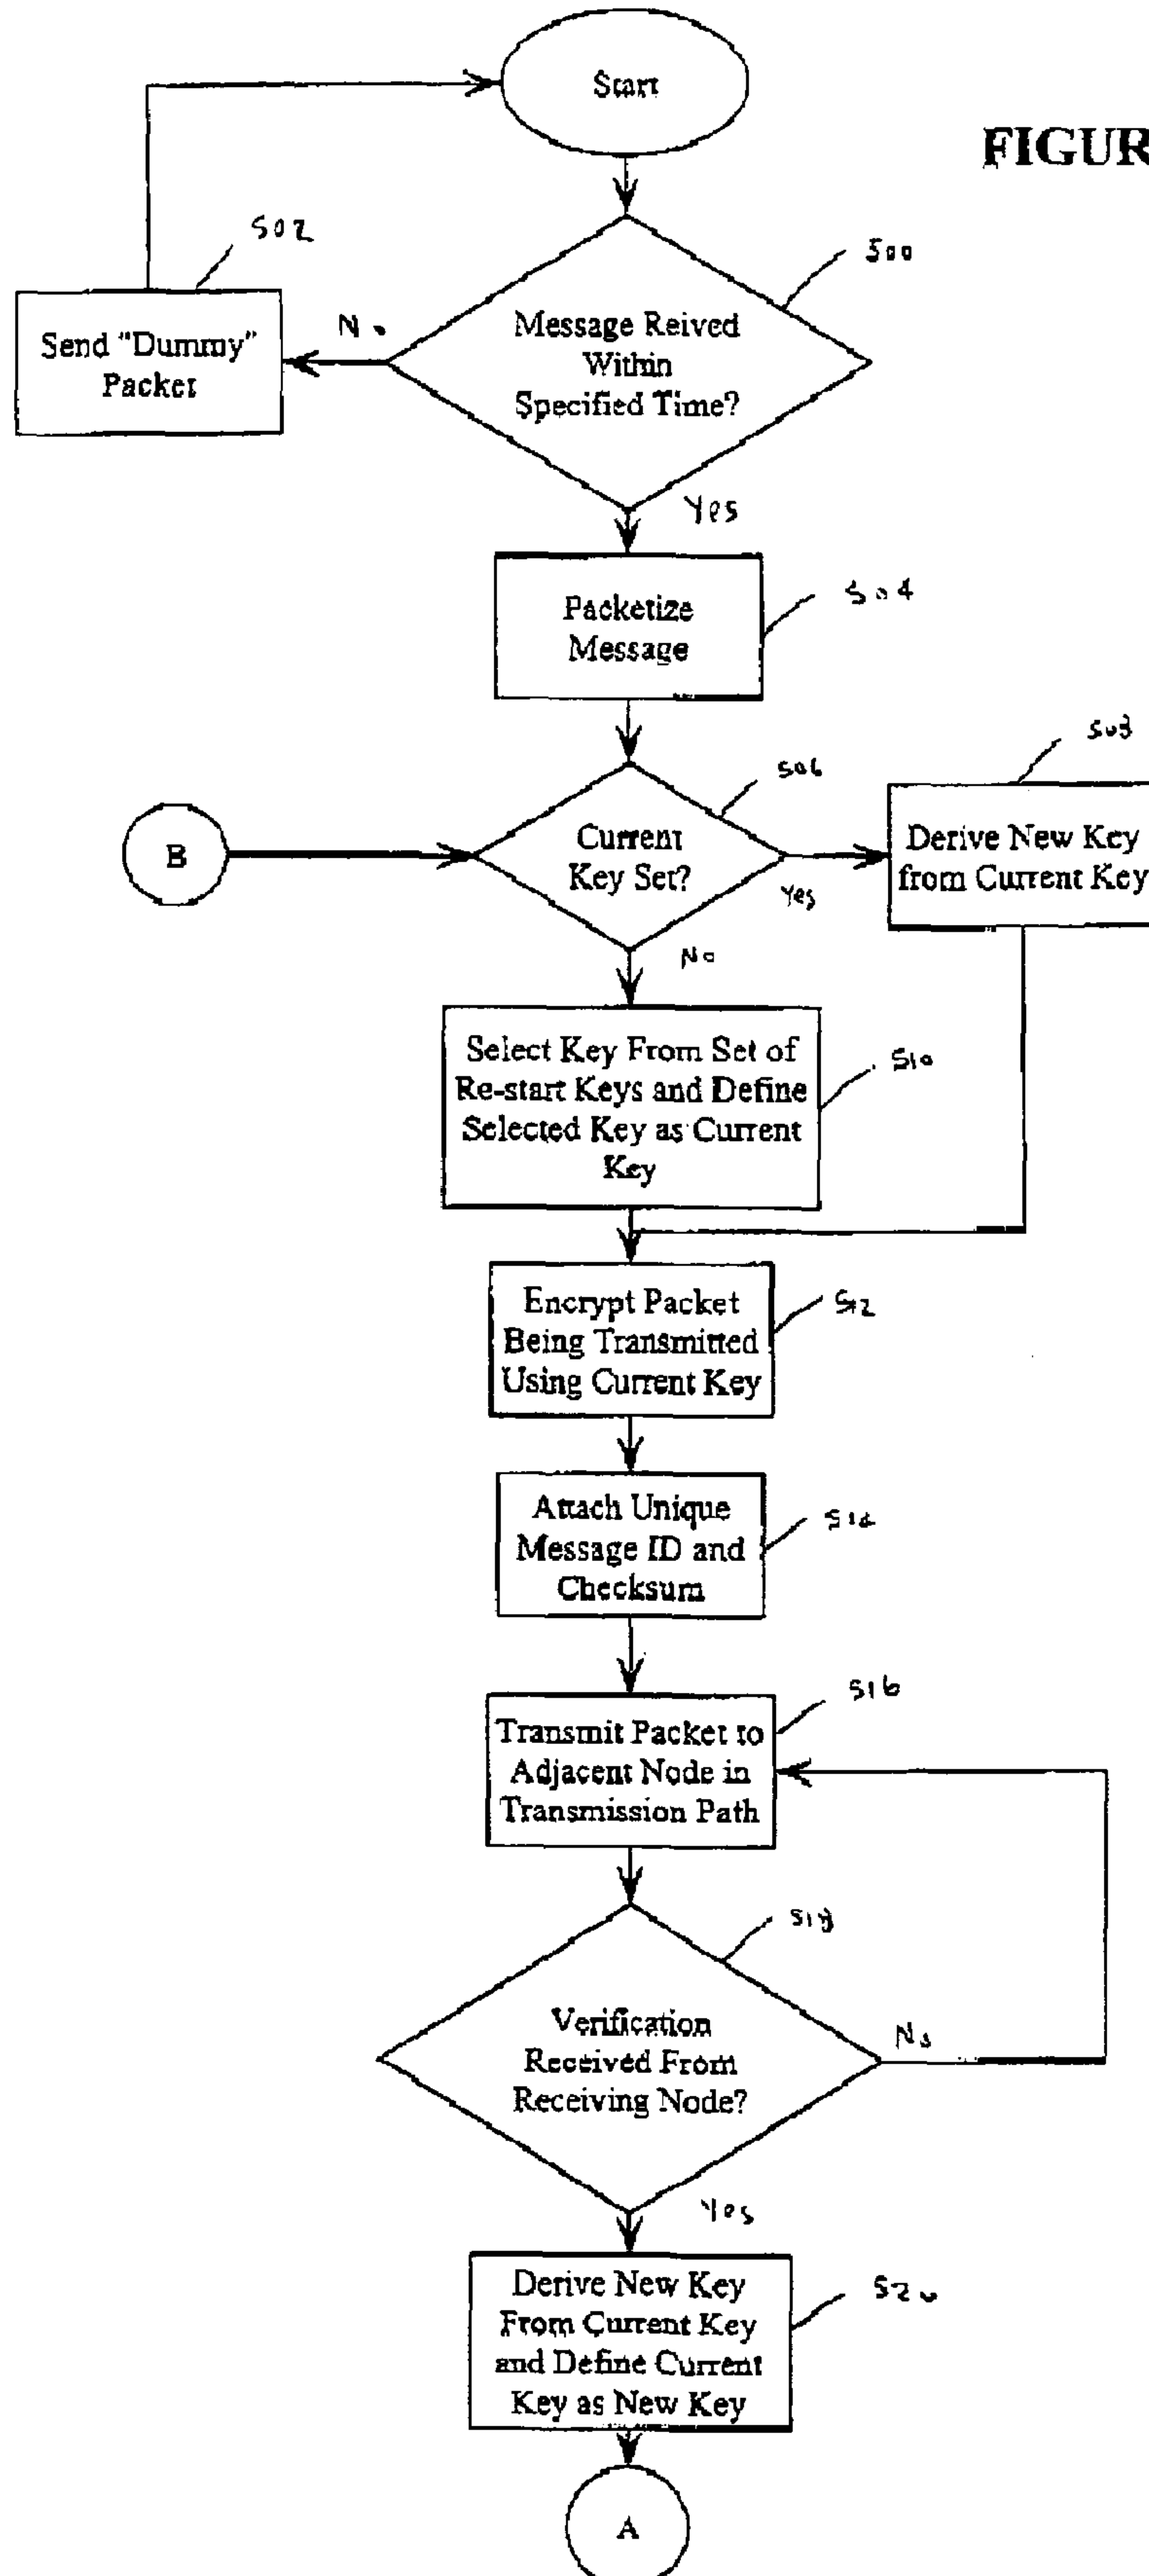 Start
FIGUR
502
500
Send "Dummy"
Packet
No
Message Reived
Within
Specified Time?
Yes
Packetize
Message
504
506
508
B
Current
Key Set?
Yes
Derive New Key
from Current Key
No
Select Key From Set of
Re-start Keys and Define
Selected Key as Current
Key
510
Encrypt Packet
Being Transmitted
Using Current Key
512
Attach Unique
Message ID and
Checksum
514
Transmit Packet to
Adjacent Node in
Transmission Path
516
518
Verification
Received From
Receiving Node?
No
Yes
Derive New Key
From Current Key
and Define Current
Key as New Key
520
A